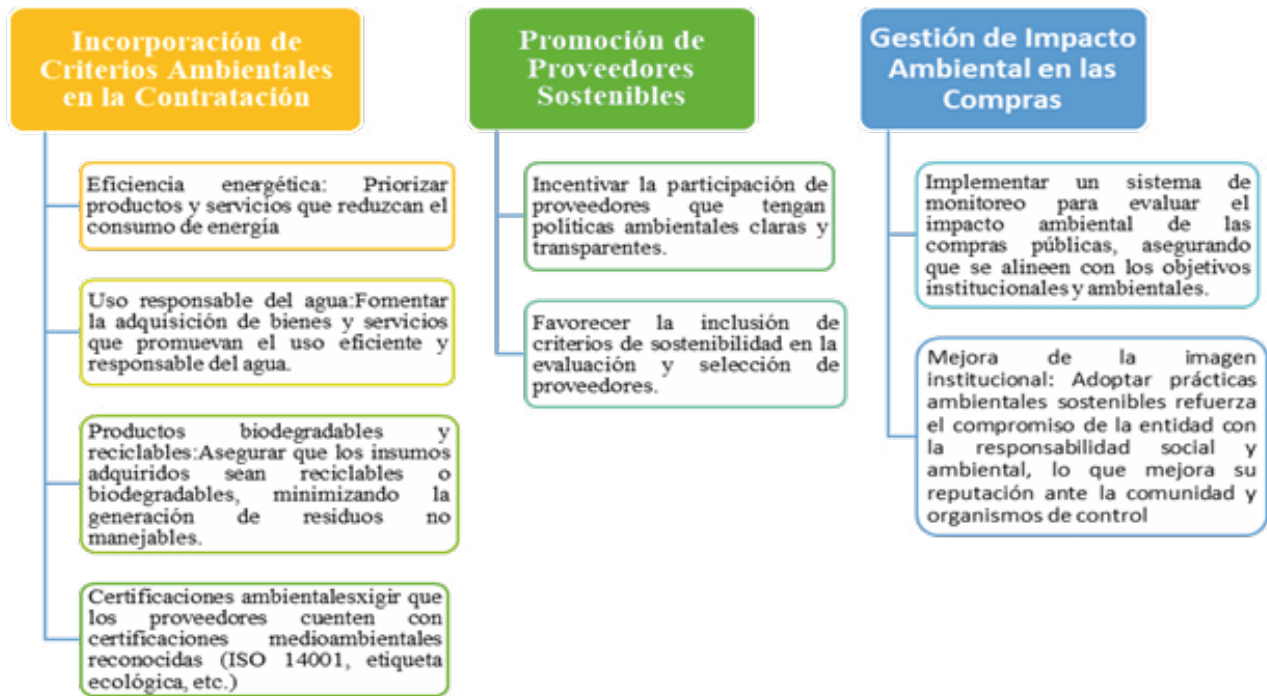 Incorporación de
Criterios Ambientales
en la Contratación
Eficiencia energética: Priorizar
productos y servicios que reduzcan el
consumo de energía
Uso responsable del agua:Fomentar
la adquisición de bienes y servicios
que promuevan el uso eficiente y
responsable del agua.
Productos biodegradables y
reciclables:Asegurar que los insumos
adquiridos sean reciclables o
biodegradables, minimizando la
generación de residuos no
manejables.
Certificaciones ambientalesxigir que
los proveedores cuenten con
certificaciones medioambientales
reconocidas (ISO 14001, etiqueta
ecológica, etc.)
Promoción de
Proveedores
Sostenibles
Incentivar la participación de
proveedores que tengan
políticas ambientales claras y
transparentes.
Favorecer la inclusión de
criterios de sostenibilidad en la
evaluación y selección de
proveedores.
Gestión de Impacto
Ambiental en las
Compras
Implementar un sistema de
monitoreo para evaluar el
impacto ambiental de las
compras públicas, asegurando
que se alineen con los objetivos
institucionales y ambientales.
Mejora de la imagen
institucional: Adoptar prácticas
ambientales sostenibles refuerza
el compromiso de la entidad con
la responsabilidad social y
ambiental, lo que mejora su
reputación ante la comunidad y
organismos de control